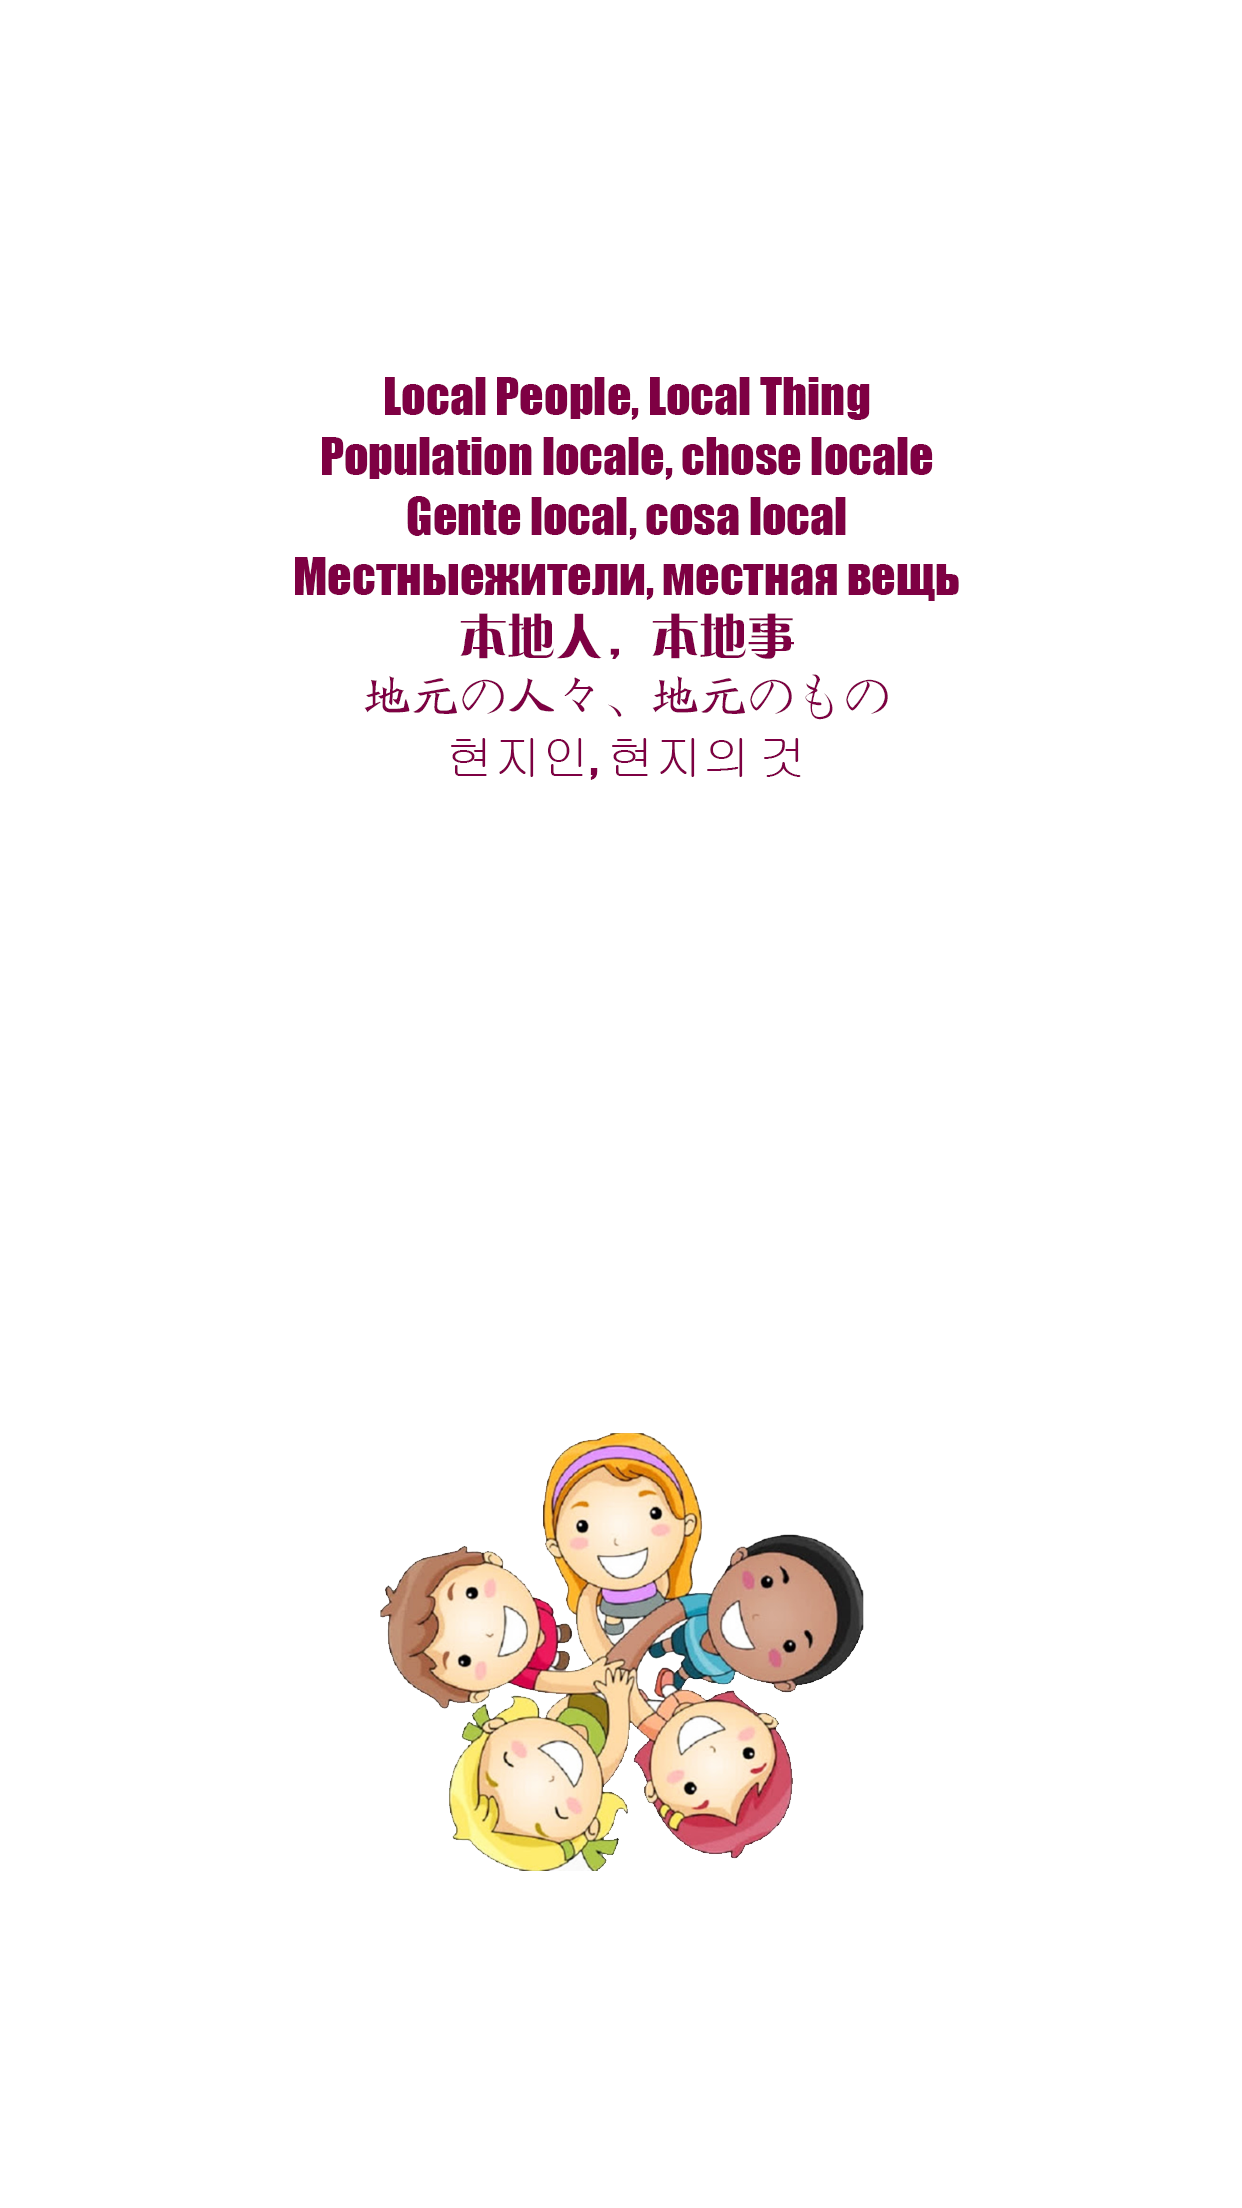 Local People, Local Thing
Population locale, chose locale
Gente local, cosa local
Местныежители, местная вещь
本地人，本地事
地元の人々、地元のもの
현지인, 현지의 것